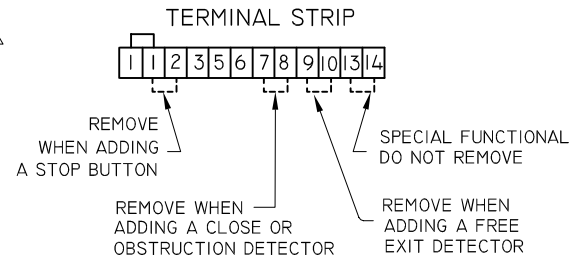 TERMINAL STRIP
1 1 2 3 5 6 7 8 9 10 13 14
REMOVE
WHEN ADDING
A STOP BUTTON
SPECIAL FUNCTIONAL
DO NOT REMOVE
REMOVE WHEN
ADDING A CLOSE OR
OBSTRUCTION DETECTOR
REMOVE WHEN
ADDING A FREE
EXIT DETECTOR